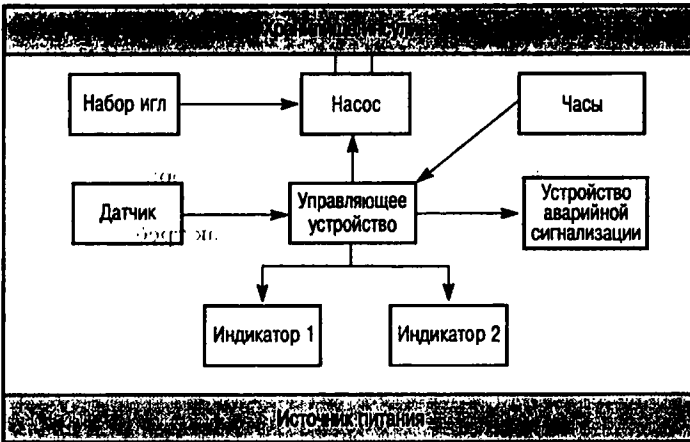 Набор игл
Насос
Часы
Датчик
Управляющее
устройство
Устройство
аварийной
сигнализации
Индикатор 1
Индикатор 2
Источник питания